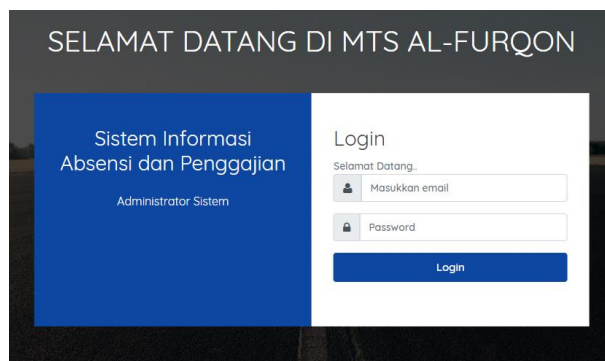 SELAMAT DATANG DI MTS AL-FURQON
Sistem Informasi
Absensi dan Penggajian
Administrator Sistem
Login
Selamat Datang..
Masukkan email
Password
Login